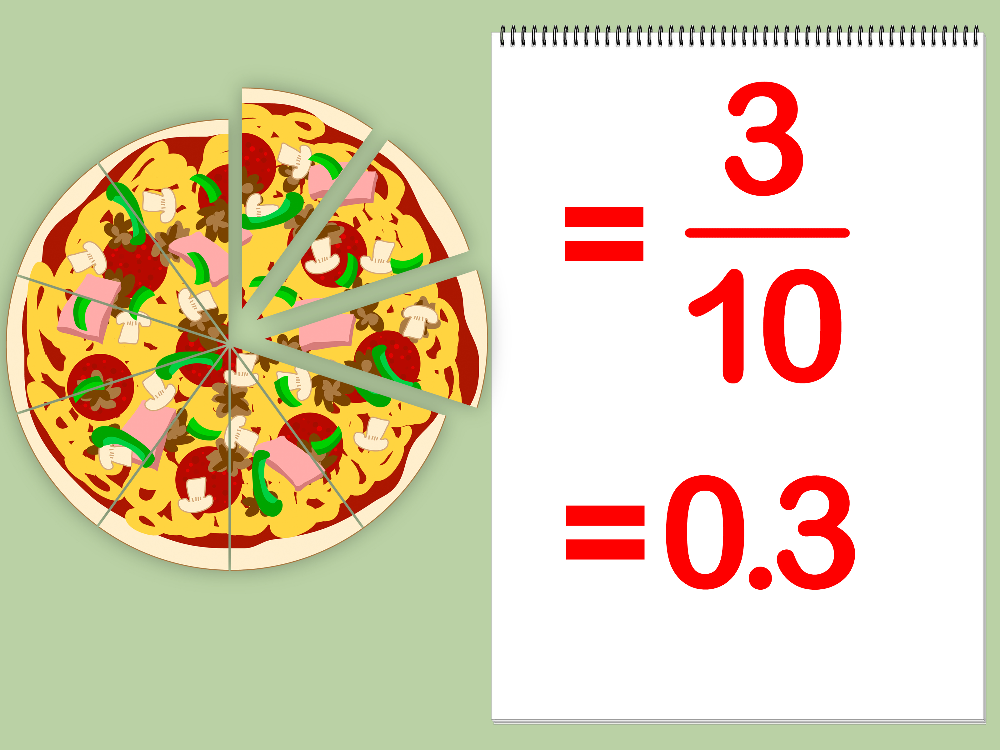 = 3
10
=0.3